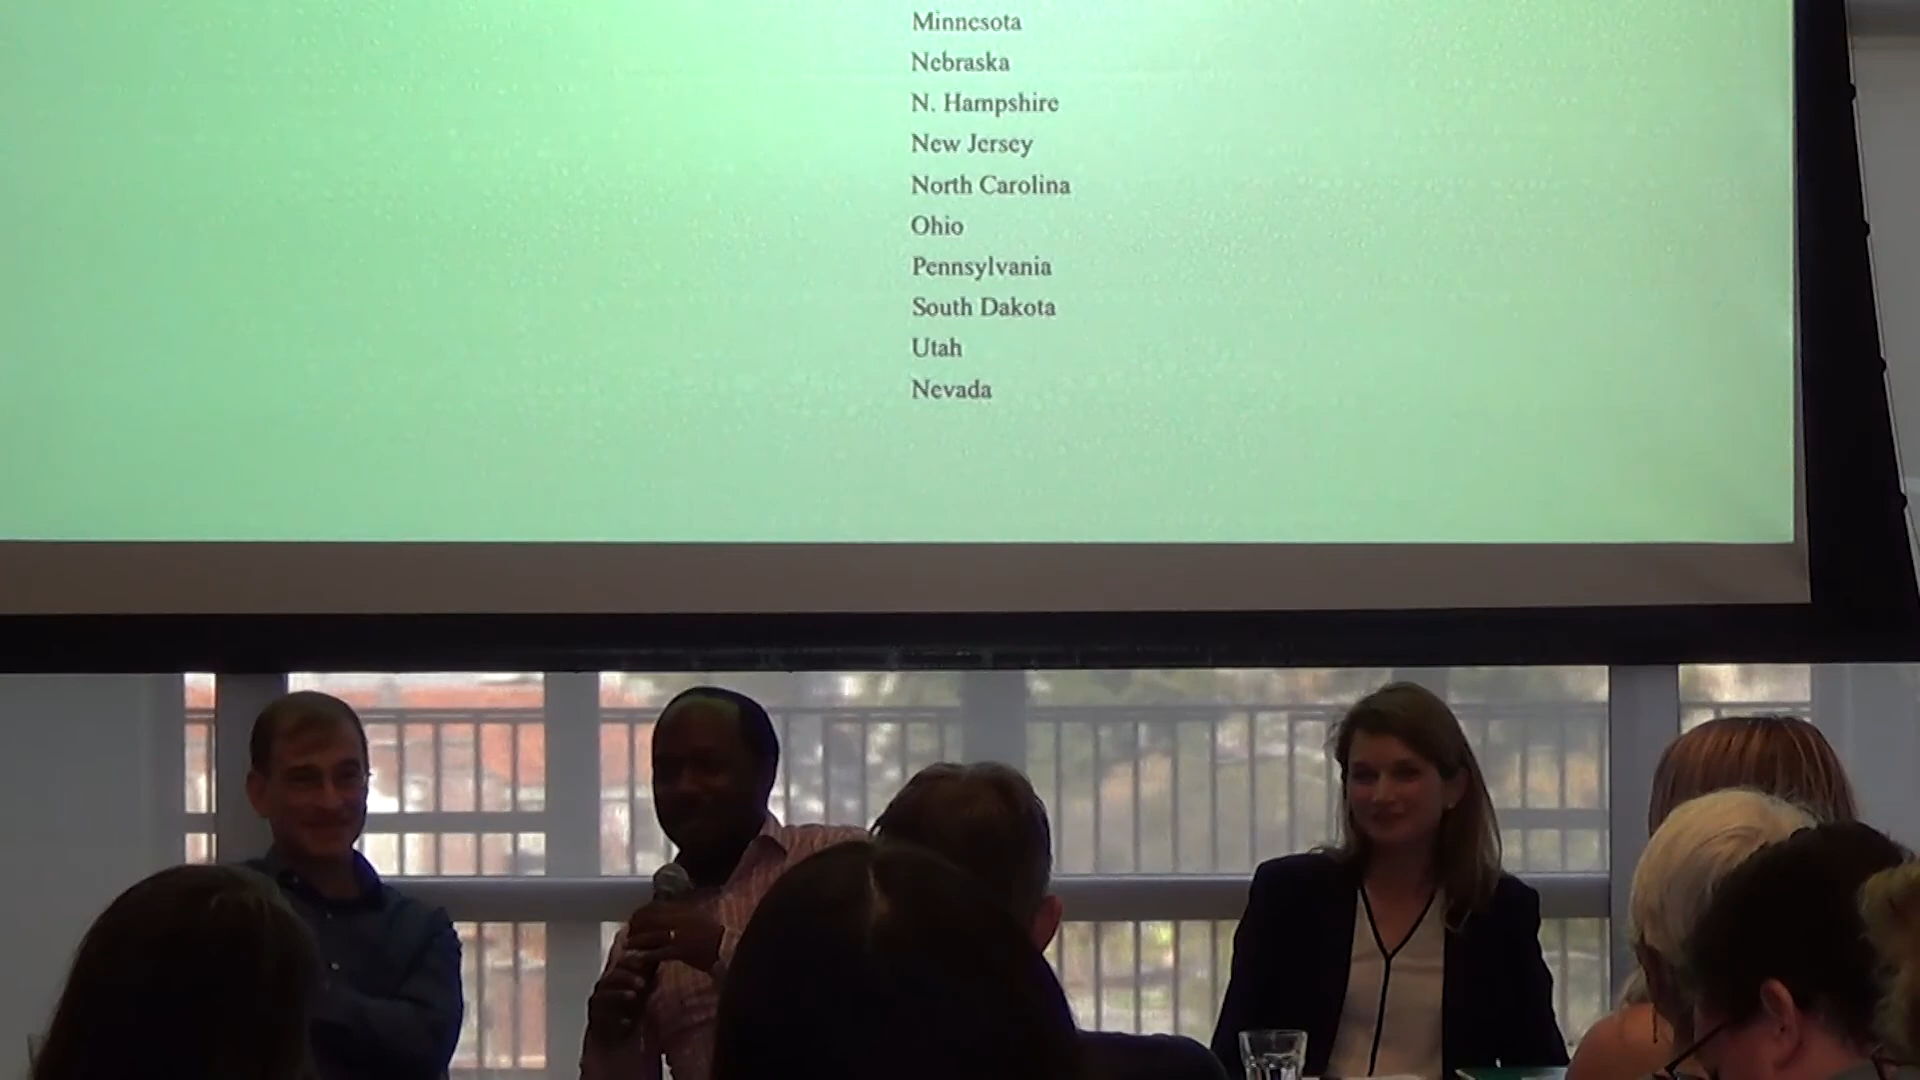 Minnesota
Nebraska
N. Hampshire
New Jersey
North Carolina
Ohio
Pennsylvania
South Dakota
Utah
Nevada